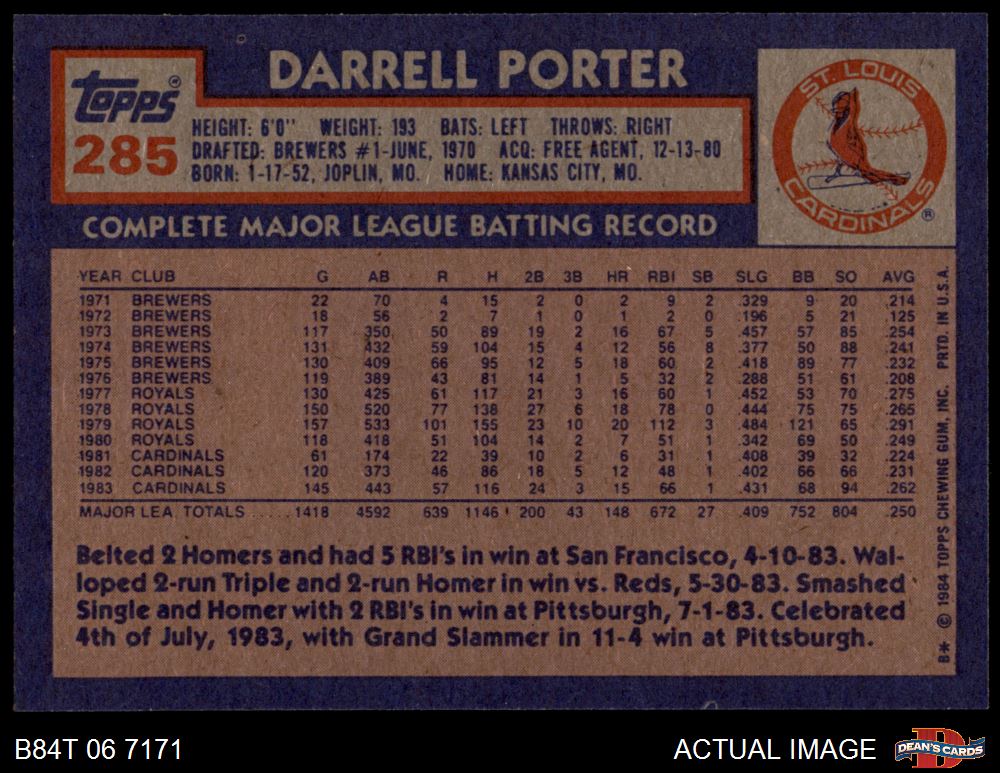 DARRELL PORTER
Topps®
285
HEIGHT: 6'0" WEIGHT: 193 BATS: LEFT THROWS: RIGHT
DRAFTED: BREWERS #1-JUNE, 1970 ACQ: FREE AGENT, 12-13-80
BORN: 1-17-52, JOPLIN, MO. HOME: KANSAS CITY, MO.
ST. LOUIS
CARDINALS
®
COMPLETE MAJOR LEAGUE BATTING RECORD
YEAR CLUB G AB R H 2B 3B HR RBI SB SLG BB SO AVG
1971 BREWERS 22 70 4 15 2 0 2 9 2 .329 9 20 .214
1972 BREWERS 18 56 2 7 1 0 1 2 0 .196 5 21 .125
1973 BREWERS 117 350 50 89 19 2 16 67 5 .457 57 85 .254
1974 BREWERS 131 432 59 104 15 4 12 56 8 .377 50 88 .241
1975 BREWERS 130 409 66 95 12 5 18 60 2 .418 89 77 .232
1976 BREWERS 119 389 43 81 14 1 5 32 2 .288 51 61 .208
1977 ROYALS 130 425 61 117 21 3 16 60 1 .452 53 70 .275
1978 ROYALS 150 520 77 138 27 6 18 78 0 .444 75 75 .265
1979 ROYALS 157 533 101 155 23 10 20 112 3 .484 121 65 .291
1980 ROYALS 118 418 51 104 14 2 7 51 1 .342 69 50 .249
1981 CARDINALS 61 174 22 39 10 2 6 31 1 .408 39 32 .224
1982 CARDINALS 120 373 46 86 18 5 12 48 1 .402 66 66 .231
1983 CARDINALS 145 443 57 116 24 3 15 66 1 .431 68 94 .262
MAJOR LEA. TOTALS ..... 1418 4592 639 1146 200 43 148 672 27 .409 752 804 .250
Belted 2 Homers and had 5 RBI's in win at San Francisco, 4-10-83. Wal-
loped 2-run Triple and 2-run Homer in win vs. Reds, 5-30-83. Smashed
Single and Homer with 2 RBI's in win at Pittsburgh, 7-1-83. Celebrated
4th of July, 1983, with Grand Slammer in 11-4 win at Pittsburgh.
B* © 1984 TOPPS CHEWING GUM, INC. PRTD. IN U.S.A.
B84T 06 7171
ACTUAL IMAGE
D
DEAN'S CARDS